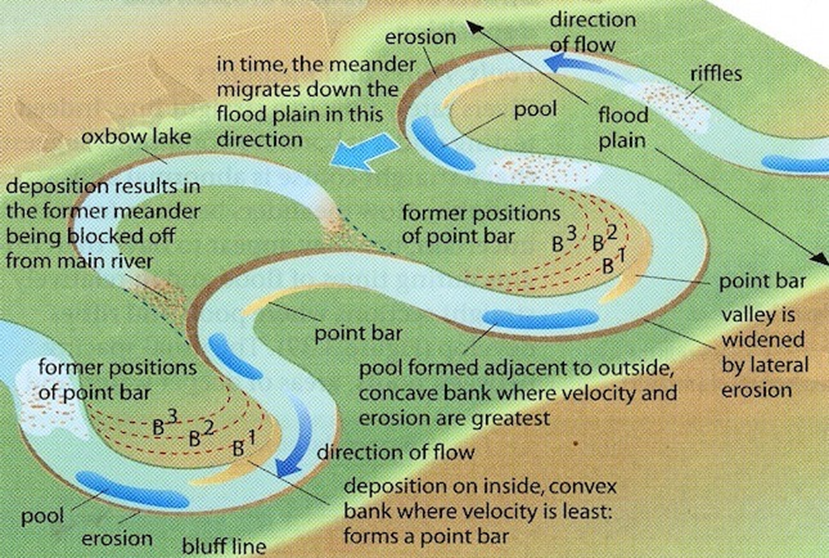 direction
of flow
erosion
riffles
in time, the meander
migrates down the
flood plain in this
direction
pool
flood
plain
oxbow lake
deposition results in
the former meander
being blocked off
from main river
former positions
of point bar
B3
B2
B1
point bar
valley is
widened
by lateral
erosion
point bar
pool formed adjacent to outside,
concave bank where velocity and
erosion are greatest
former positions
of point bar
B3
B2
B1
direction of flow
deposition on inside, convex
bank where velocity is least:
forms a point bar
pool
erosion
bluff line